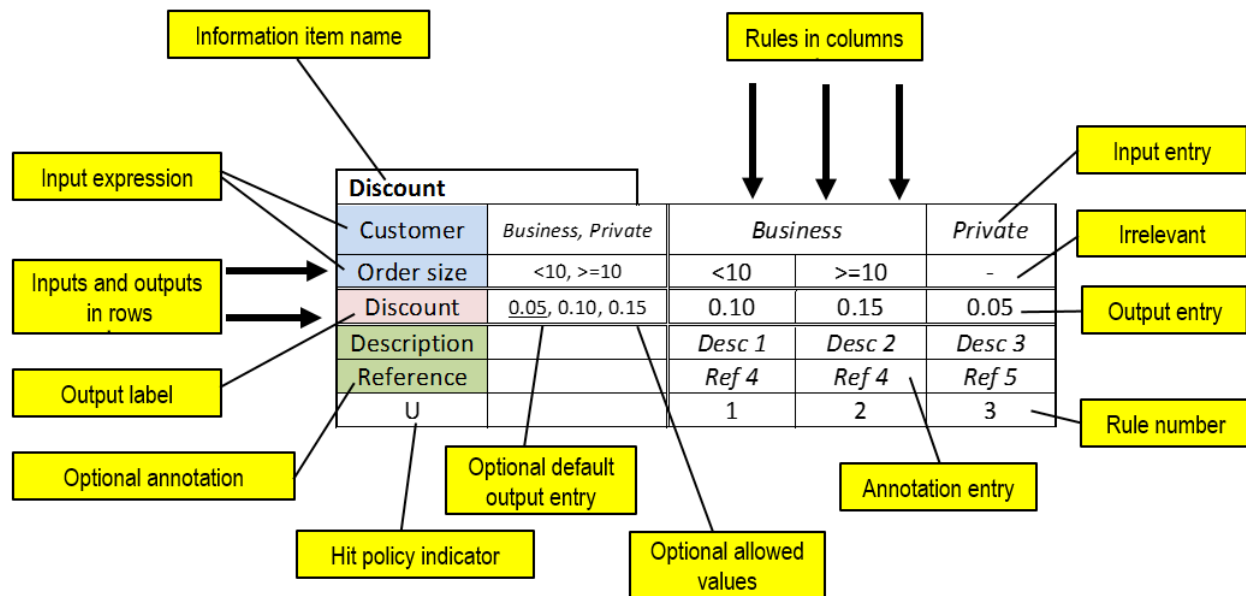 Information item name
Rules in columns
Input expression
Input entry
Discount
Customer Business, Private Business Private
Irrelevant
Inputs and outputs
in rows
Order size <10, >=10 <10 >=10 -
Discount 0.05, 0.10, 0.15 0.10 0.15 0.05
Output entry
Description Desc 1 Desc 2 Desc 3
Output label
Reference Ref 4 Ref 4 Ref 5
U 1 2 3
Rule number
Optional annotation
Optional default
output entry
Annotation entry
Hit policy indicator
Optional allowed
values